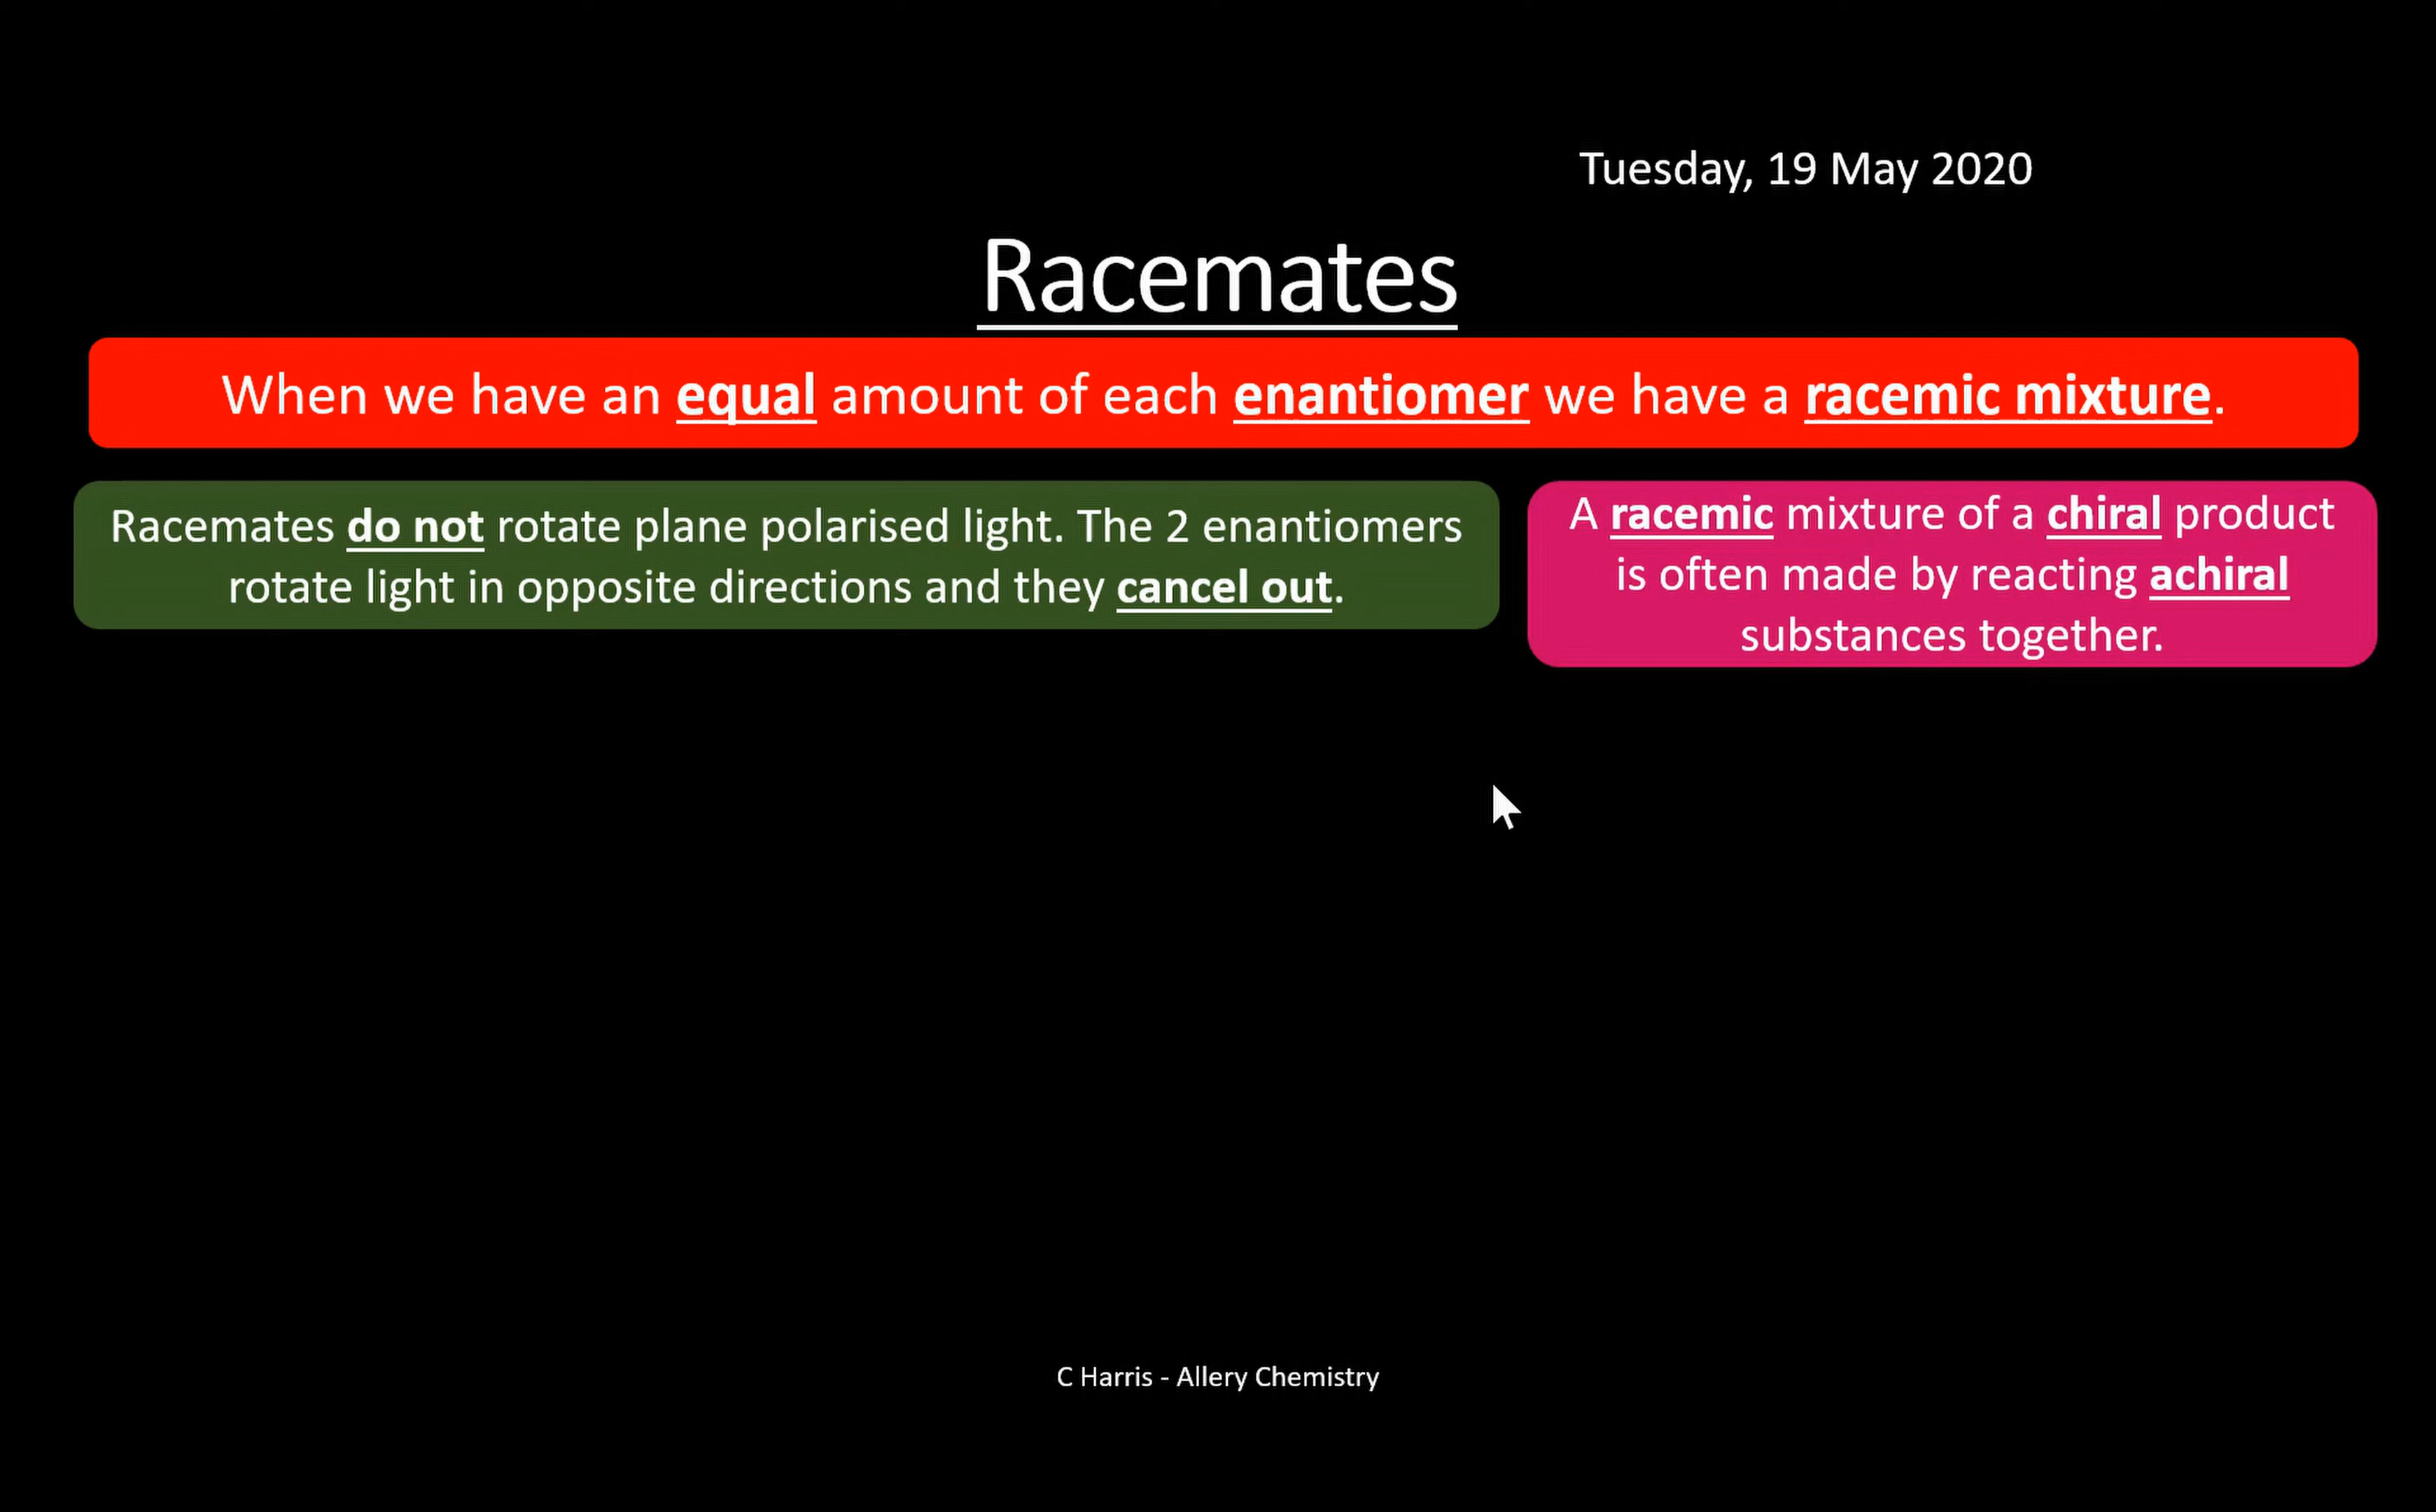 Tuesday, 19 May 2020
Racemates
When we have an equal amount of each enantiomer we have a racemic mixture.
Racemates do not rotate plane polarised light. The 2 enantiomers
rotate light in opposite directions and they cancel out.
A racemic mixture of a chiral product
is often made by reacting achiral
substances together.
C Harris - Allery Chemistry